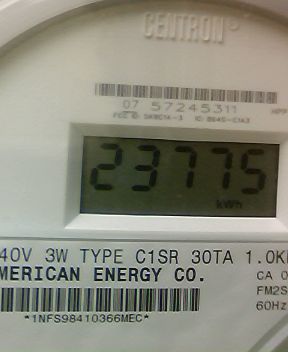 CENTRON®
07 57245311
23775
kWh
40V 3W TYPE C1SR 30TA 1.0K
MERICAN ENERGY CO.
CA 0
FM2S
60Hz
*1NFS98410366MEC*